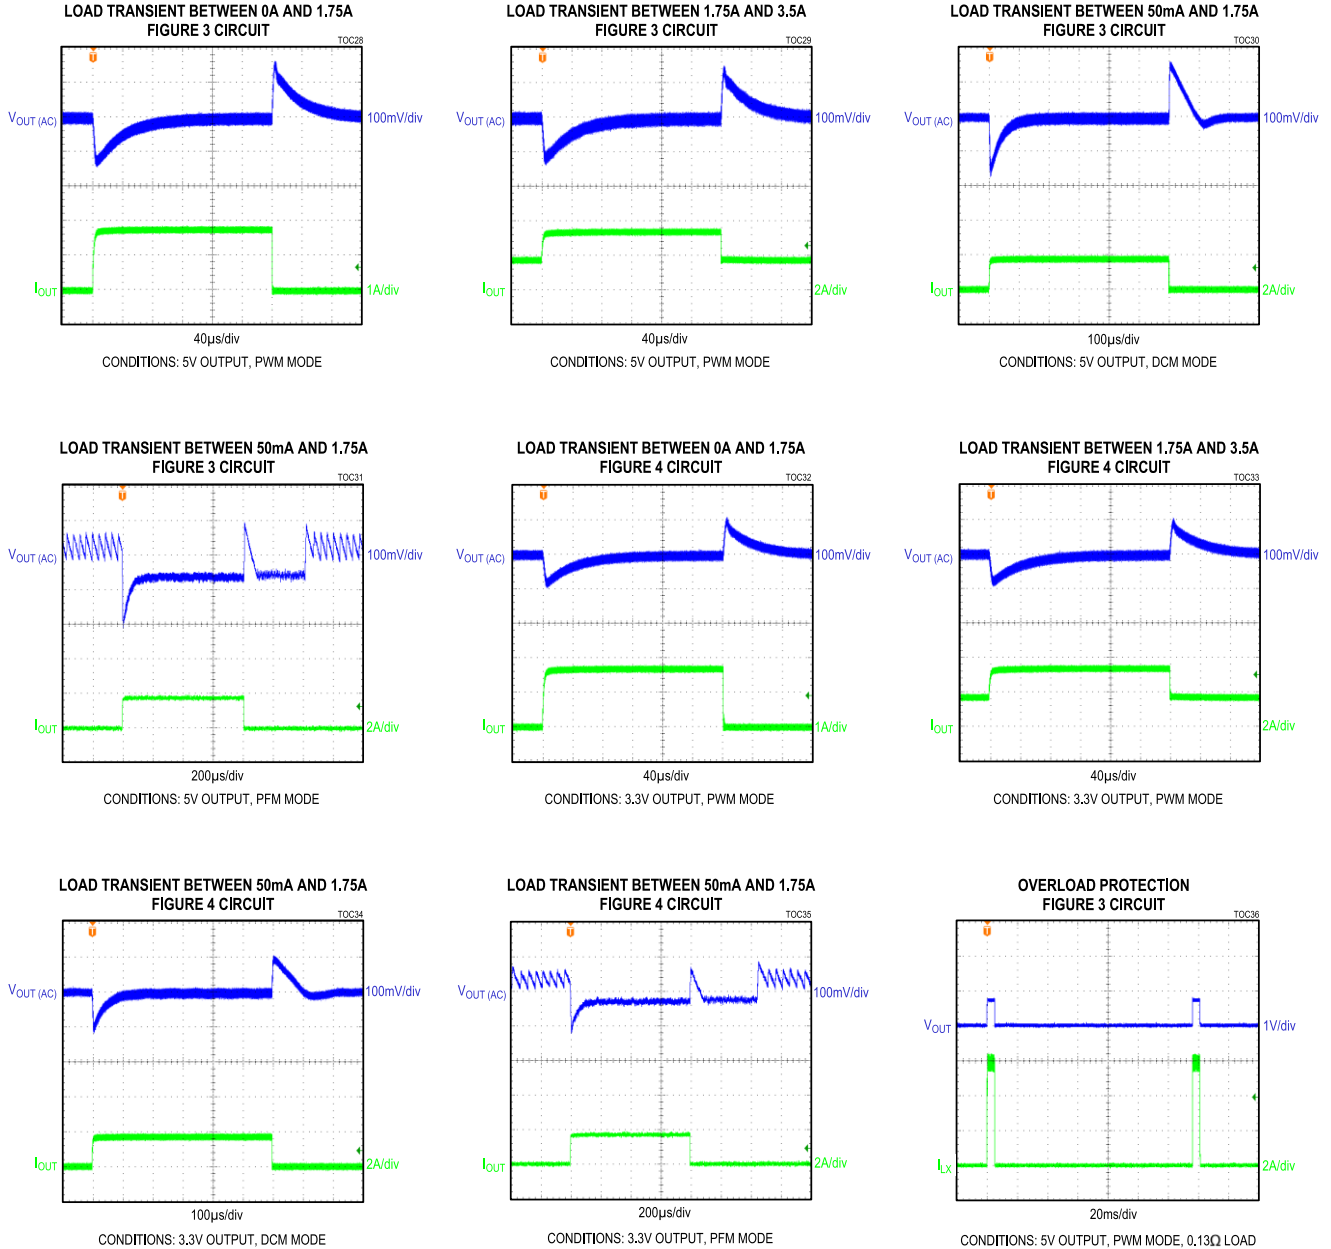 LOAD TRANSIENT BETWEEN 0A AND 1.75A
FIGURE 3 CIRCUIT
TOC28
T
VOUT (AC)
100mV/div
IOUT
1A/div
40µs/div
CONDITIONS: 5V OUTPUT, PWM MODE
LOAD TRANSIENT BETWEEN 1.75A AND 3.5A
FIGURE 3 CIRCUIT
TOC29
T
VOUT (AC)
100mV/div
IOUT
2A/div
40µs/div
CONDITIONS: 5V OUTPUT, PWM MODE
LOAD TRANSIENT BETWEEN 50mA AND 1.75A
FIGURE 3 CIRCUIT
TOC30
T
VOUT (AC)
100mV/div
IOUT
2A/div
100µs/div
CONDITIONS: 5V OUTPUT, DCM MODE
LOAD TRANSIENT BETWEEN 50mA AND 1.75A
FIGURE 3 CIRCUIT
TOC31
T
VOUT (AC)
100mV/div
IOUT
2A/div
200µs/div
CONDITIONS: 5V OUTPUT, PFM MODE
LOAD TRANSIENT BETWEEN 0A AND 1.75A
FIGURE 4 CIRCUIT
TOC32
T
VOUT (AC)
100mV/div
IOUT
1A/div
40µs/div
CONDITIONS: 3.3V OUTPUT, PWM MODE
LOAD TRANSIENT BETWEEN 1.75A AND 3.5A
FIGURE 4 CIRCUIT
TOC33
T
VOUT (AC)
100mV/div
IOUT
2A/div
40µs/div
CONDITIONS: 3.3V OUTPUT, PWM MODE
LOAD TRANSIENT BETWEEN 50mA AND 1.75A
FIGURE 4 CIRCUIT
TOC34
T
VOUT (AC)
100mV/div
IOUT
2A/div
100µs/div
CONDITIONS: 3.3V OUTPUT, DCM MODE
LOAD TRANSIENT BETWEEN 50mA AND 1.75A
FIGURE 4 CIRCUIT
TOC35
T
VOUT (AC)
100mV/div
IOUT
2A/div
200µs/div
CONDITIONS: 3.3V OUTPUT, PFM MODE
OVERLOAD PROTECTION
FIGURE 3 CIRCUIT
TOC36
T
VOUT
1V/div
ILX
2A/div
20ms/div
CONDITIONS: 5V OUTPUT, PWM MODE, 0.13Ω LOAD